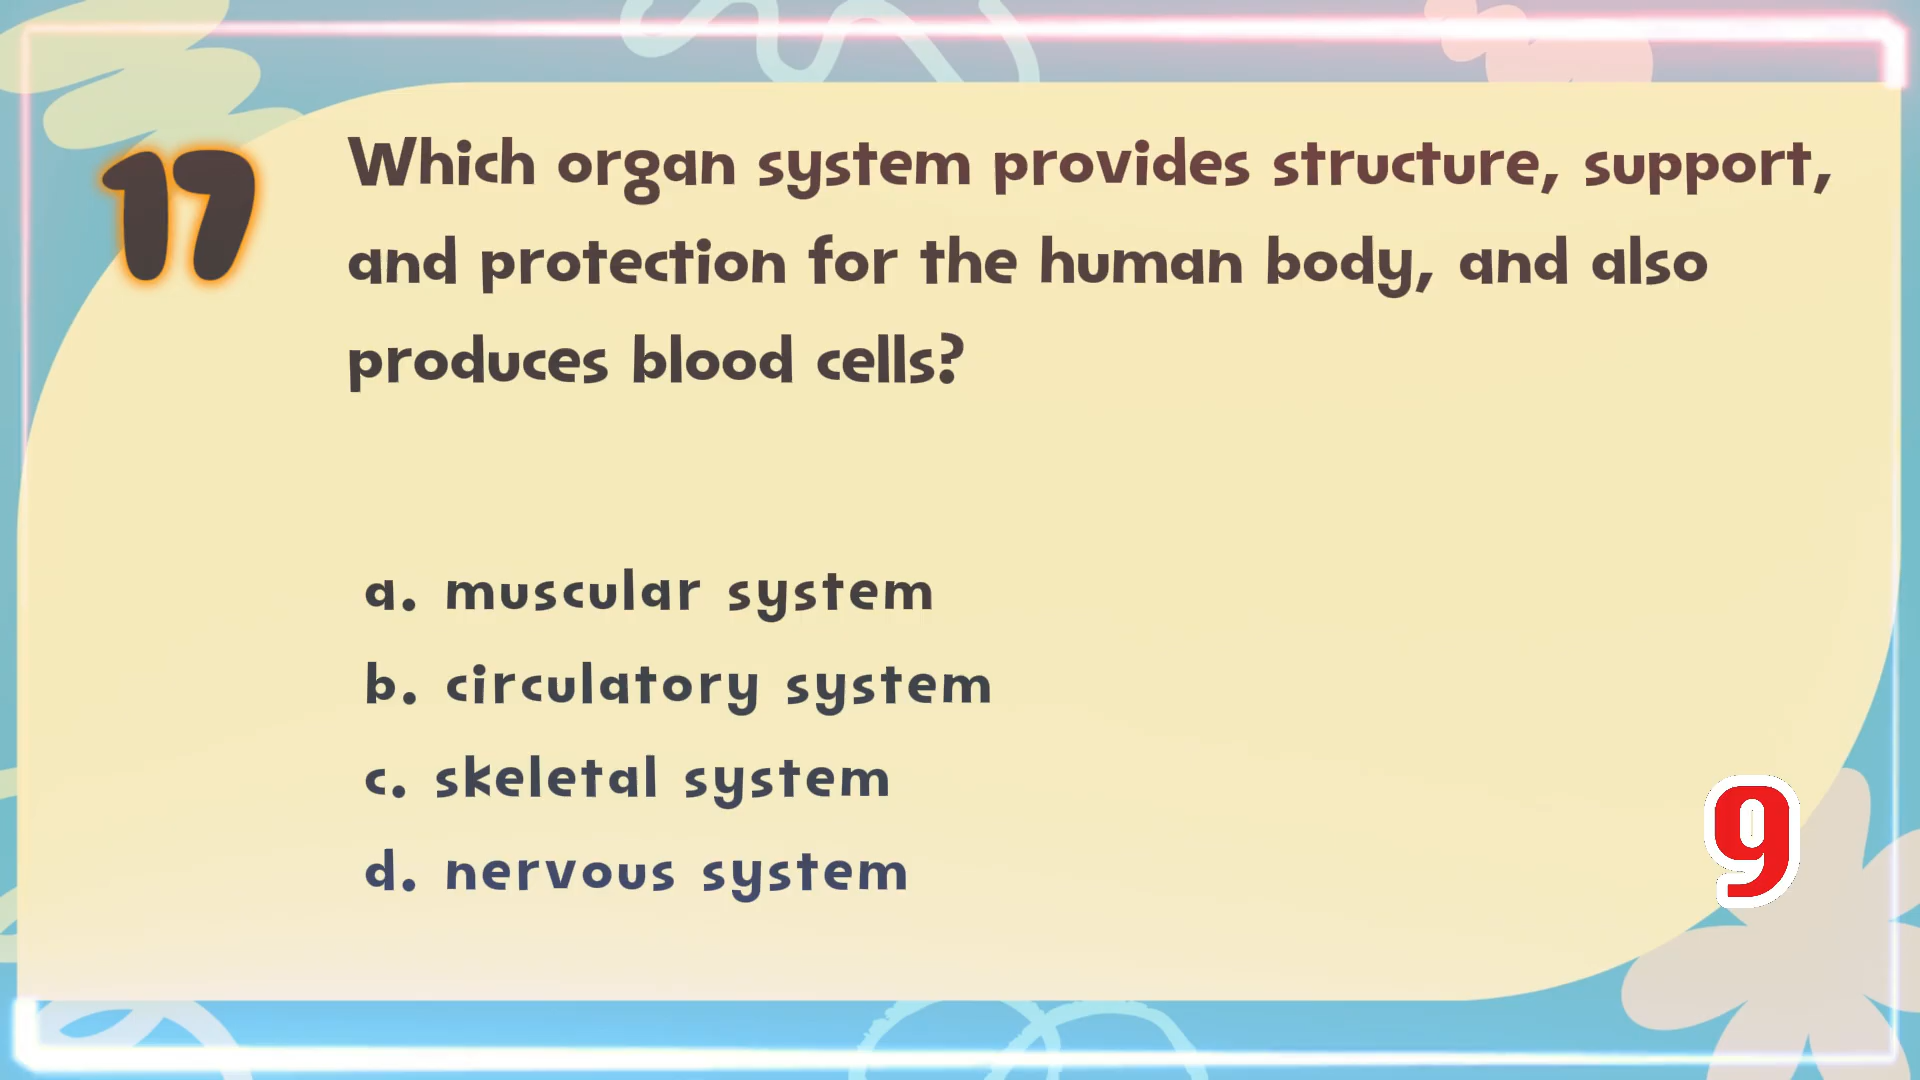 17
Which organ system provides structure, support,
and protection for the human body, and also
produces blood cells?
a. muscular system
b. circulatory system
c. skeletal system
d. nervous system
9